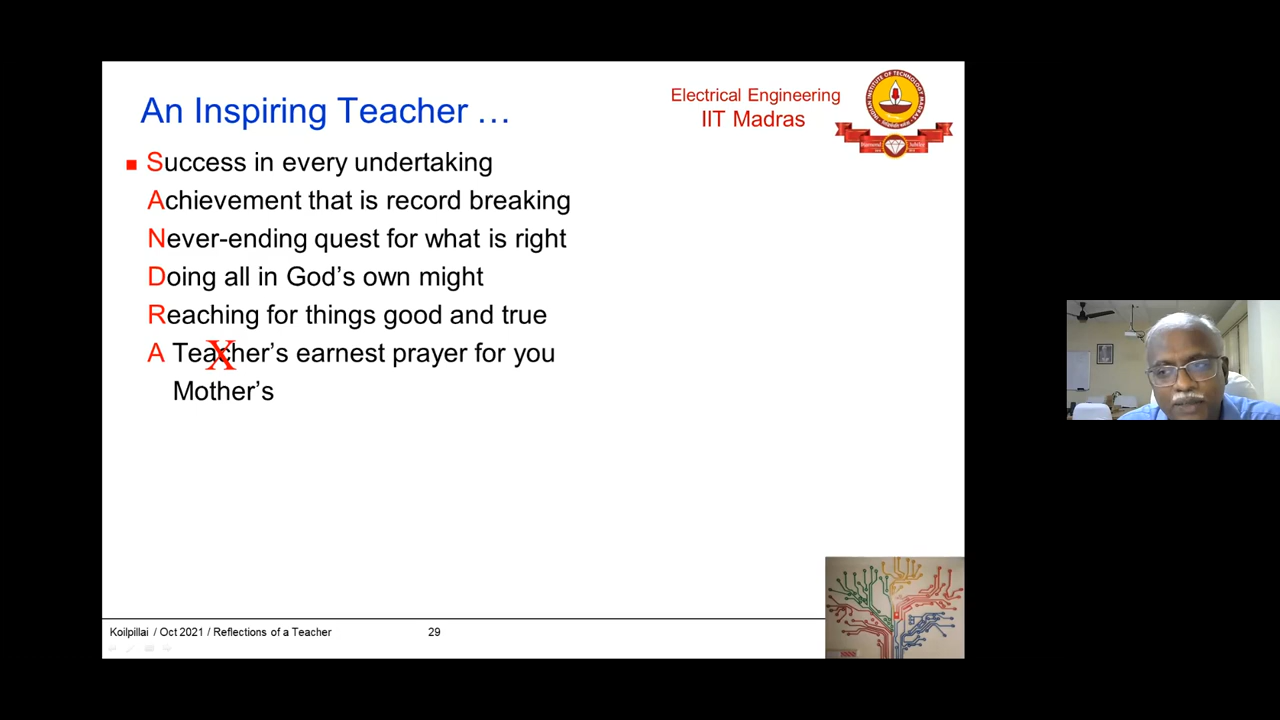 An Inspiring Teacher …
Electrical Engineering
IIT Madras
Success in every undertaking
Achievement that is record breaking
Never-ending quest for what is right
Doing all in God’s own might
Reaching for things good and true
A Teacher’s earnest prayer for you
X
Mother’s
Koilpillai / Oct 2021 / Reflections of a Teacher
29